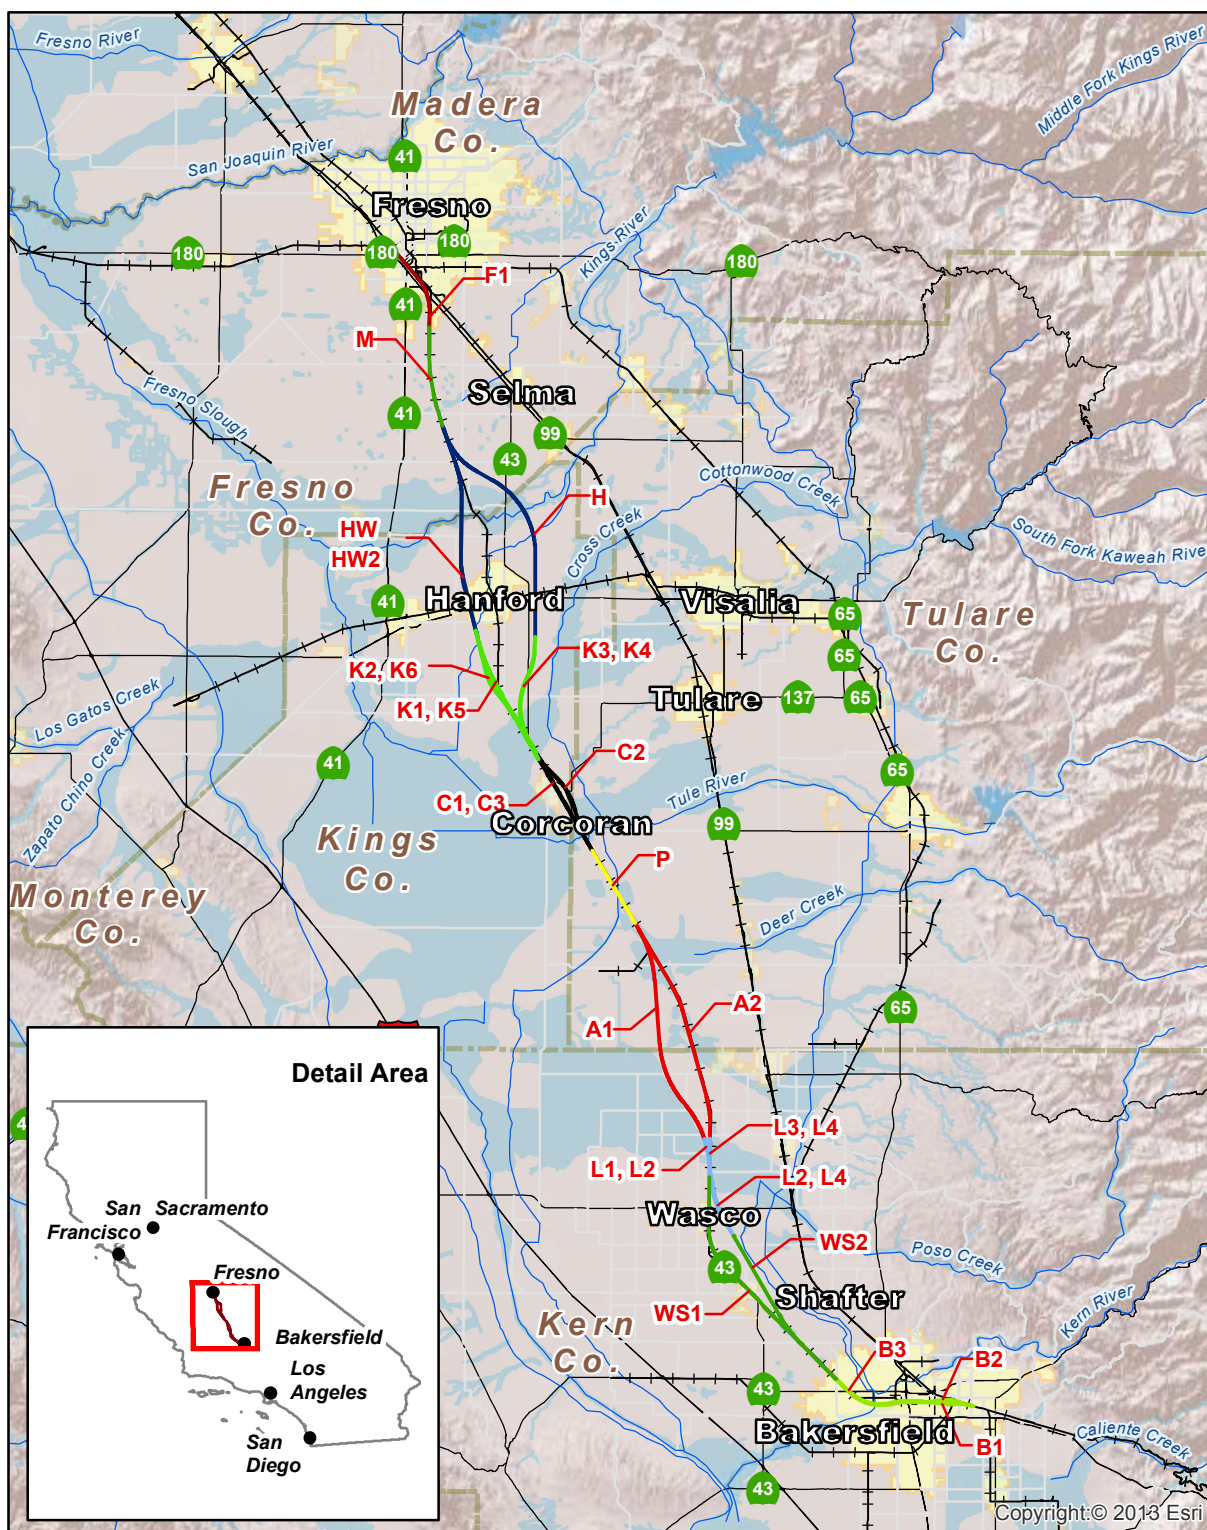 Fresno River
Middle Fork Kings River
Madera
Co.
San Joaquin River
41
Fresno
Kings River
180
180
180
180
F1
41
M
Selma
Fresno Slough
41
99
43
Cottonwood Creek
Fresno
Co.
H
HW
HW2
Cross Creek
South Fork Kaweah River
Hanford
Visalia
41
65
Tulare
Co.
K3, K4
65
K2, K6
Tulare
137
65
K1, K5
Los Gatos Creek
Zapato Chino Creek
41
C2
65
C1, C3
Tule River
Corcoran
99
Kings
Co.
P
Monterey
Co.
Deer Creek
A2
65
A1
4
Detail Area
L3, L4
L1, L2
L2, L4
Wasco
WS2
Poso Creek
43
Shafter
WS1
Kern River
Kern
Co.
B3
B2
43
Bakersfield
B1
Caliente Creek
43
San
Francisco
Sacramento
Fresno
Bakersfield
Los
Angeles
San
Diego
Copyright:© 2013 Esri